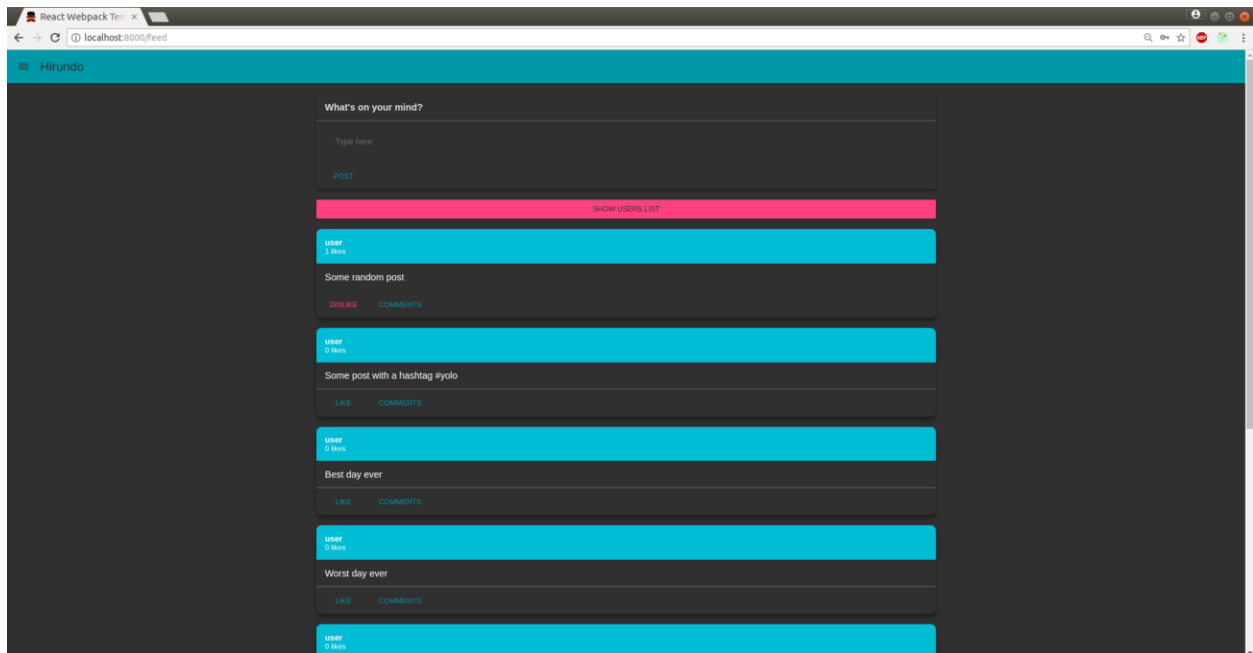 React Webpack Tem
localhost:8000/feed
ABP
Hirundo
What's on your mind?
Type here
POST
SHOW USERS LIST
user
1 likes
Some random post
DISLIKE COMMENTS
user
0 likes
Some post with a hashtag #yolo
LIKE COMMENTS
user
0 likes
Best day ever
LIKE COMMENTS
user
0 likes
Worst day ever
LIKE COMMENTS
user
0 likes